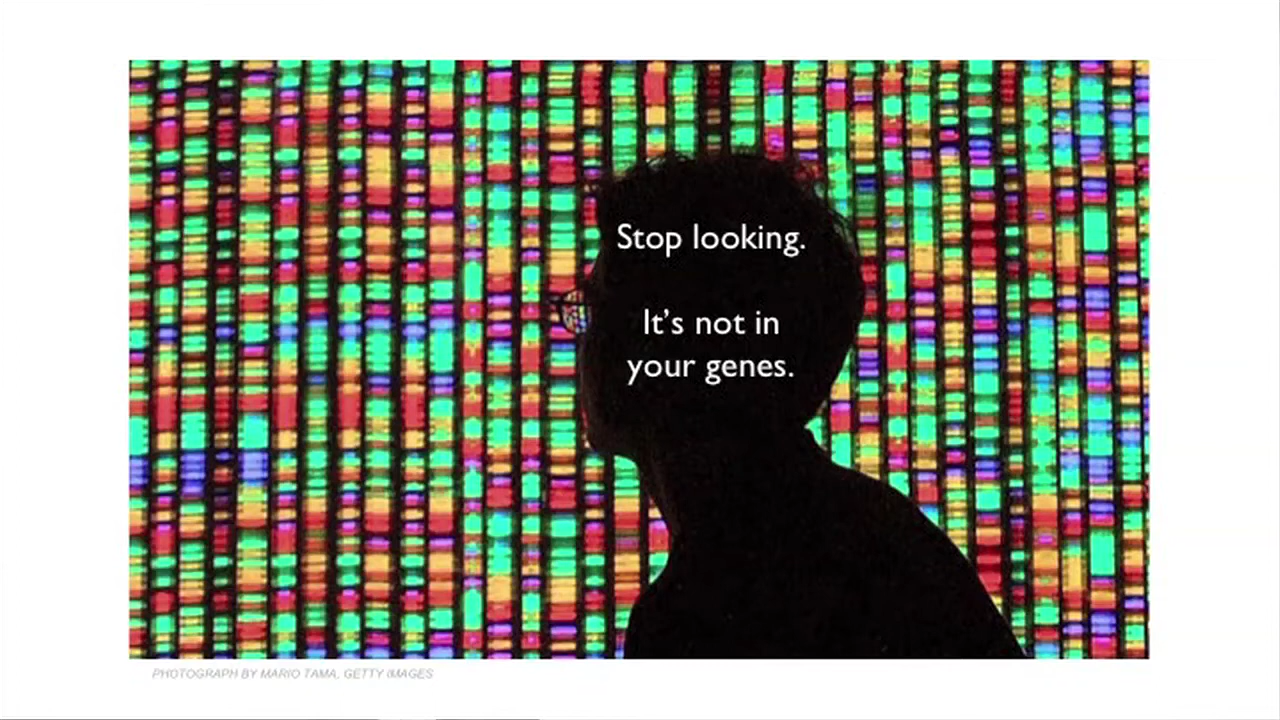 Stop looking.
It's not in
your genes.
PHOTOGRAPH BY MARIO TAMA, GETTY IMAGES